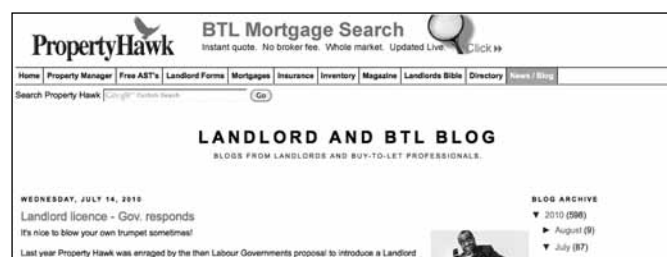 PropertyHawk
BTL Mortgage Search
Instant quote. No broker fee. Whole market. Updated Live.
Click
Home Property Manager Free AST's Landlord Forms Mortgages Insurance Inventory Magazine Landlords Bible Directory News / Blog
Search Property Hawk Go
LANDLORD AND BTL BLOG
BLOGS FROM LANDLORDS AND BUY-TO-LET PROFESSIONALS.
WEDNESDAY, JULY 14, 2010
Landlord licence - Gov. responds
It's nice to blow your own trumpet sometimes!
Last year Property Hawk was enraged by the then Labour Governments proposal to introduce a Landlord
BLOG ARCHIVE
▼ 2010 (598)
► August (9)
▼ July (87)